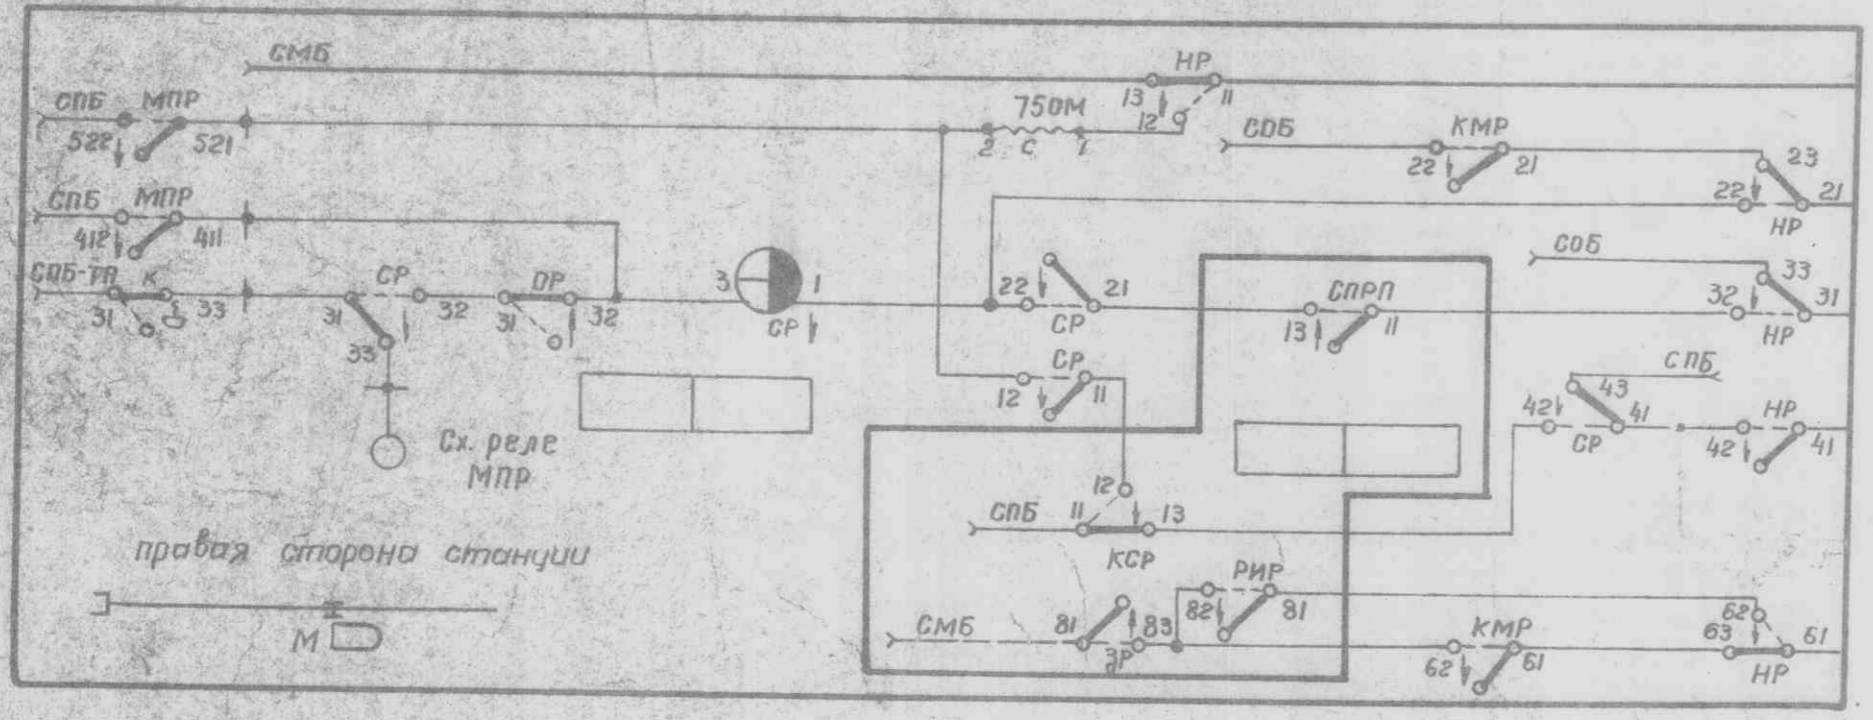 СМБ
НР
13
11
12
СПБ
МПР
522
521
750М
2
С
1
СОБ
КМР
22
21
23
22
21
НР
СПБ
МПР
412
411
СОБ
33
32
31
НР
СПБ-РА
К
31
33
СР
31
32
33
ОР
31
32
3
1
СР
22
21
СР
СПРП
13
11
СР
12
11
СПБ
43
42
41
СР
НР
42
41
Сх. реле
МПР
12
СПБ
11
13
КСР
правая сторона станции
М
РИР
82
81
СМБ
81
83
ЗР
КМР
62
61
62
63
61
НР